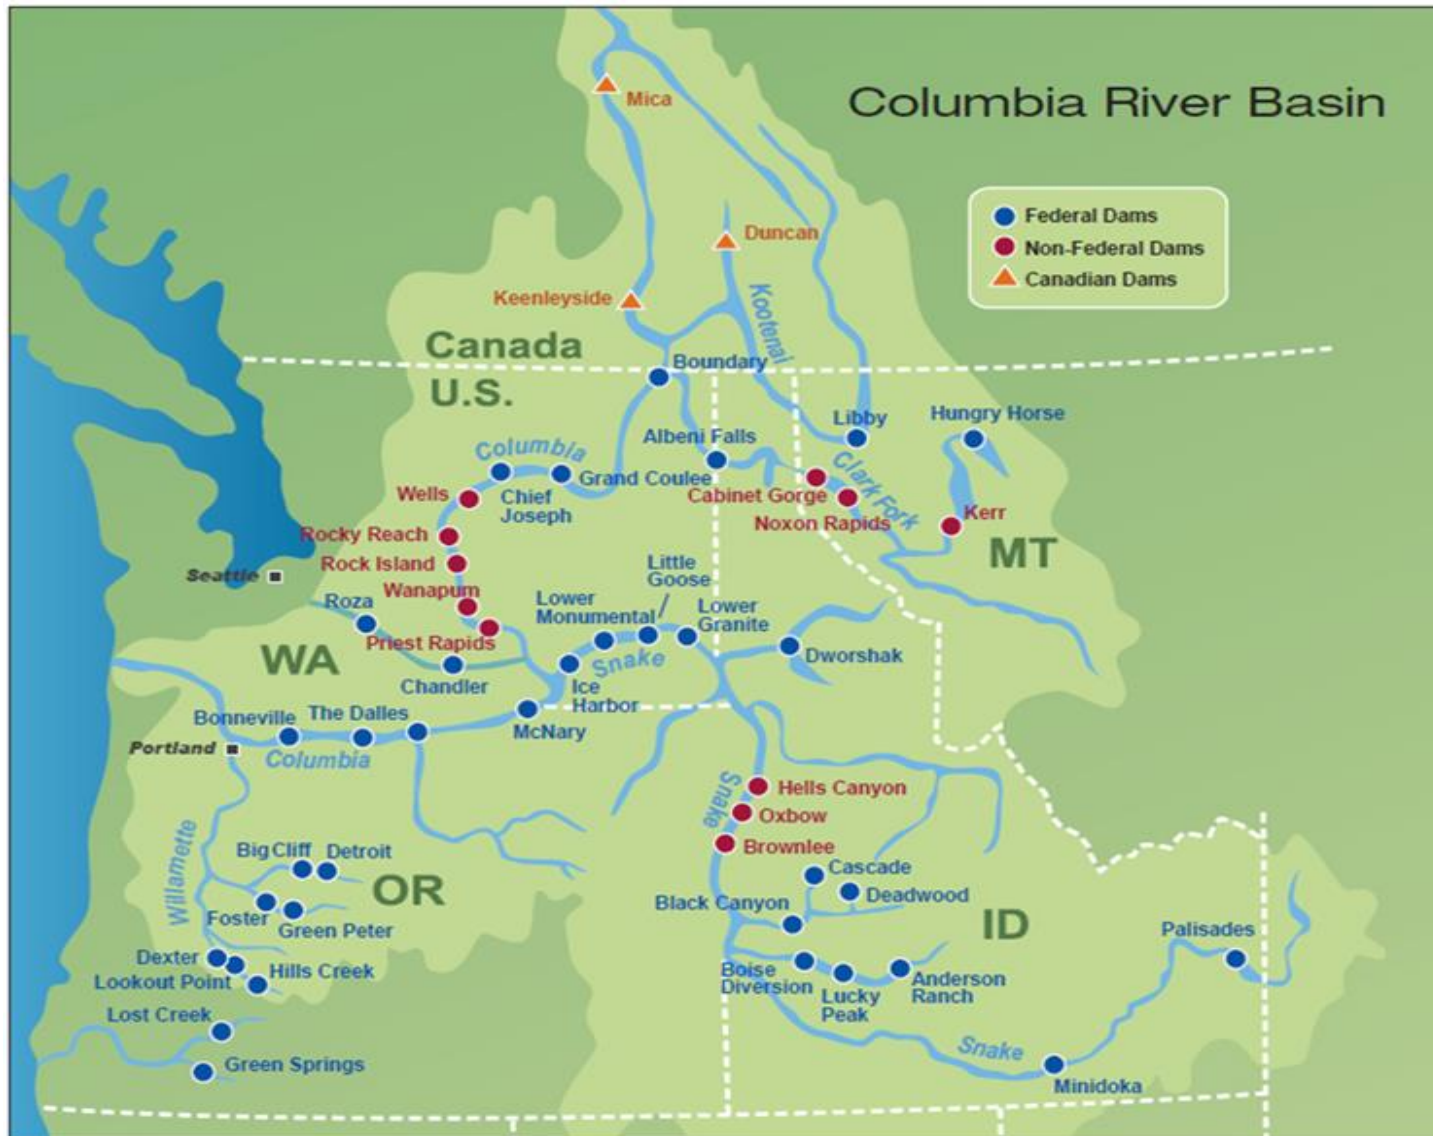 Columbia River Basin
Federal Dams
Non-Federal Dams
Canadian Dams
Mica
Duncan
Keenleyside
Kootenai
Canada
U.S.
Boundary
Libby
Hungry Horse
Albeni Falls
Columbia
Grand Coulee
Clark Fork
Cabinet Gorge
Wells
Chief
Joseph
Noxon Rapids
Kerr
Rocky Reach
MT
Rock Island
Little
Goose
Seattle
Wanapum
Roza
Lower
Monumental
Lower
Granite
Priest Rapids
WA
Snake
Dworshak
Chandler
Ice
Harbor
Bonneville
The Dalles
McNary
Portland
Columbia
Snake
Hells Canyon
Oxbow
Brownlee
Willamette
Big Cliff
Detroit
OR
Cascade
Deadwood
Black Canyon
Foster
Green Peter
ID
Palisades
Dexter
Lookout Point
Hills Creek
Boise
Diversion
Lucky
Peak
Anderson
Ranch
Lost Creek
Snake
Green Springs
Minidoka